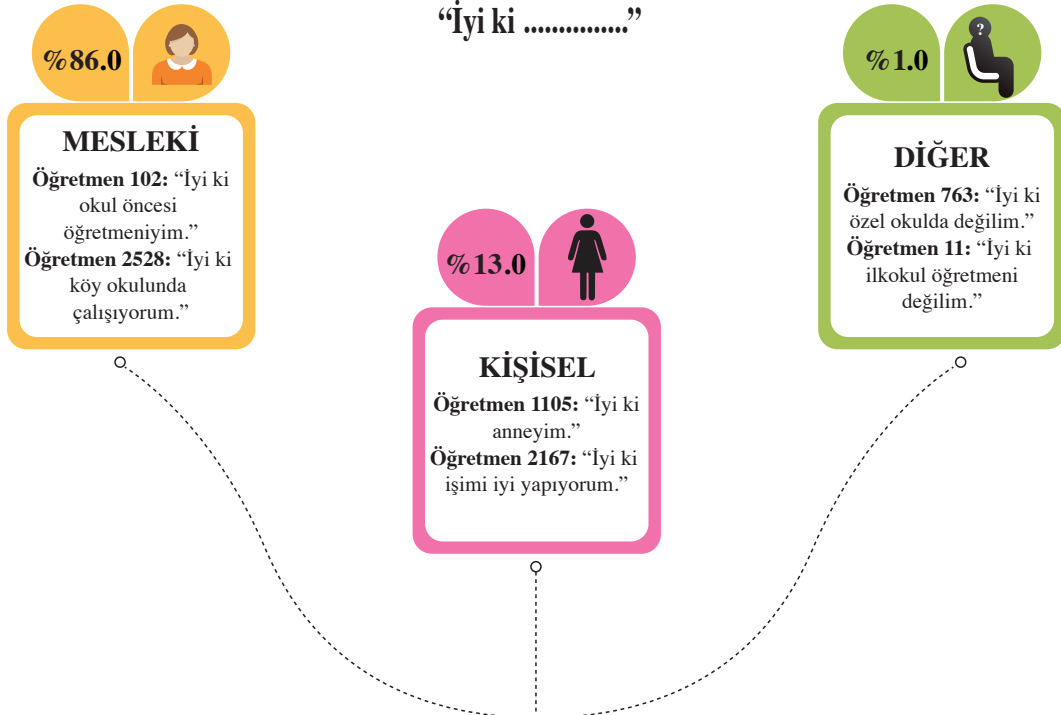 “İyi ki ...............”
%86.0
MESLEKİ
Öğretmen 102: “İyi ki
okul öncesi
öğretmeniyim.”
Öğretmen 2528: “İyi ki
köy okulunda
çalışıyorum.”
%13.0
KİŞİSEL
Öğretmen 1105: “İyi ki
anneyim.”
Öğretmen 2167: “İyi ki
işimi iyi yapıyorum.”
%1.0
?
DİĞER
Öğretmen 763: “İyi ki
özel okulda değilim.”
Öğretmen 11: “İyi ki
ilkokul öğretmeni
değilim.”